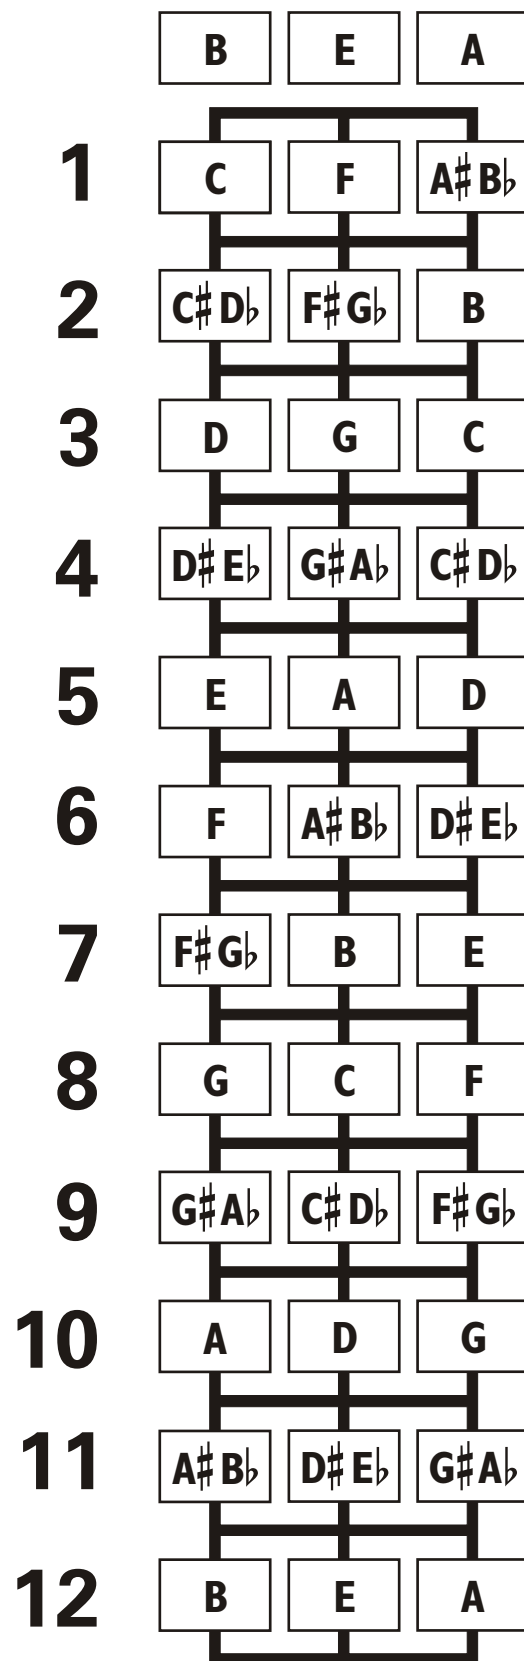 B E A
1 C F A♯B♭
2 C♯D♭ F♯G♭ B
3 D G C
4 D♯E♭ G♯A♭ C♯D♭
5 E A D
6 F A♯B♭ D♯E♭
7 F♯G♭ B E
8 G C F
9 G♯A♭ C♯D♭ F♯G♭
10 A D G
11 A♯B♭ D♯E♭ G♯A♭
12 B E A